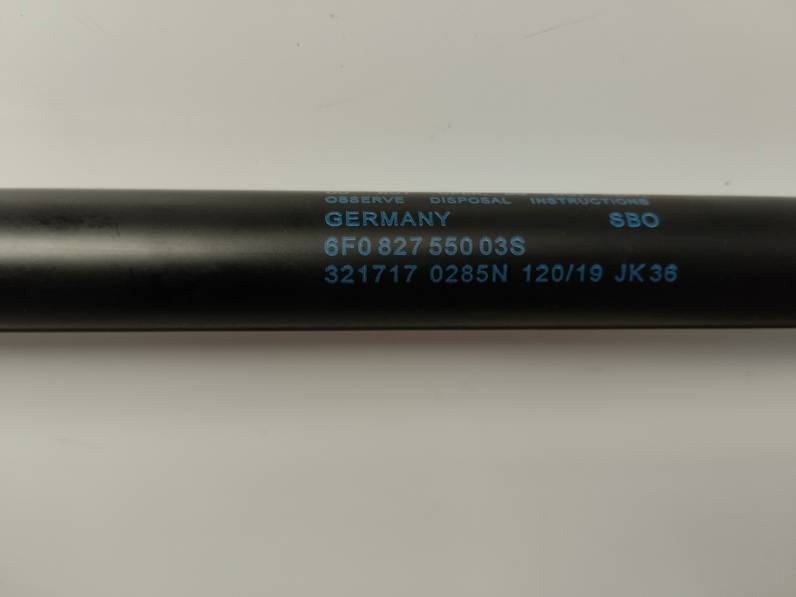 OBSERVE DISPOSAL INSTRUCTIONS
GERMANY SBO
6F0 827 550 03S
321717 0285N 120/19 JK36